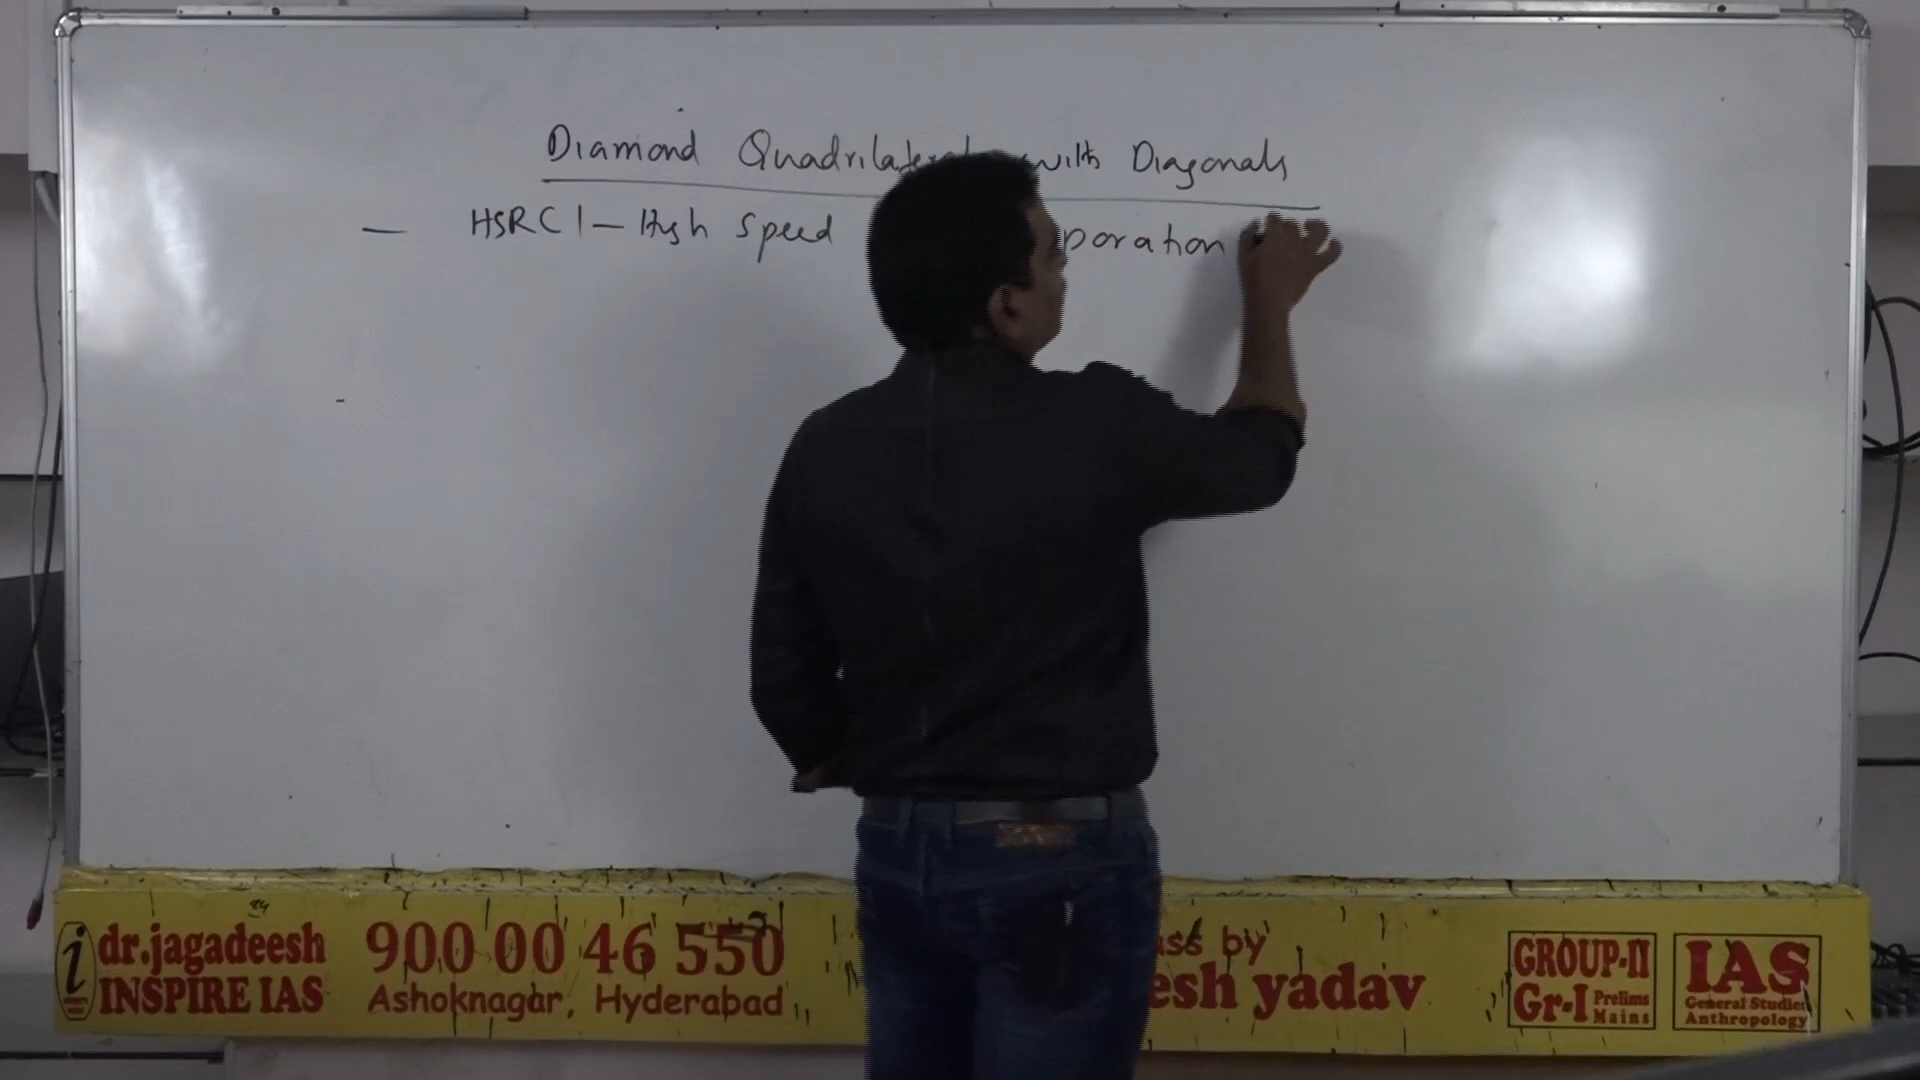 Diamond Quadrilateral with Diagonals
— HSRCI – High Speed poration
i dr.jagadeesh INSPIRE IAS
900 00 46 550
Ashoknagar, Hyderabad
ass by
esh yadav
GROUP-II
Gr-I Prelims Mains
IAS
General Studies
Anthropology